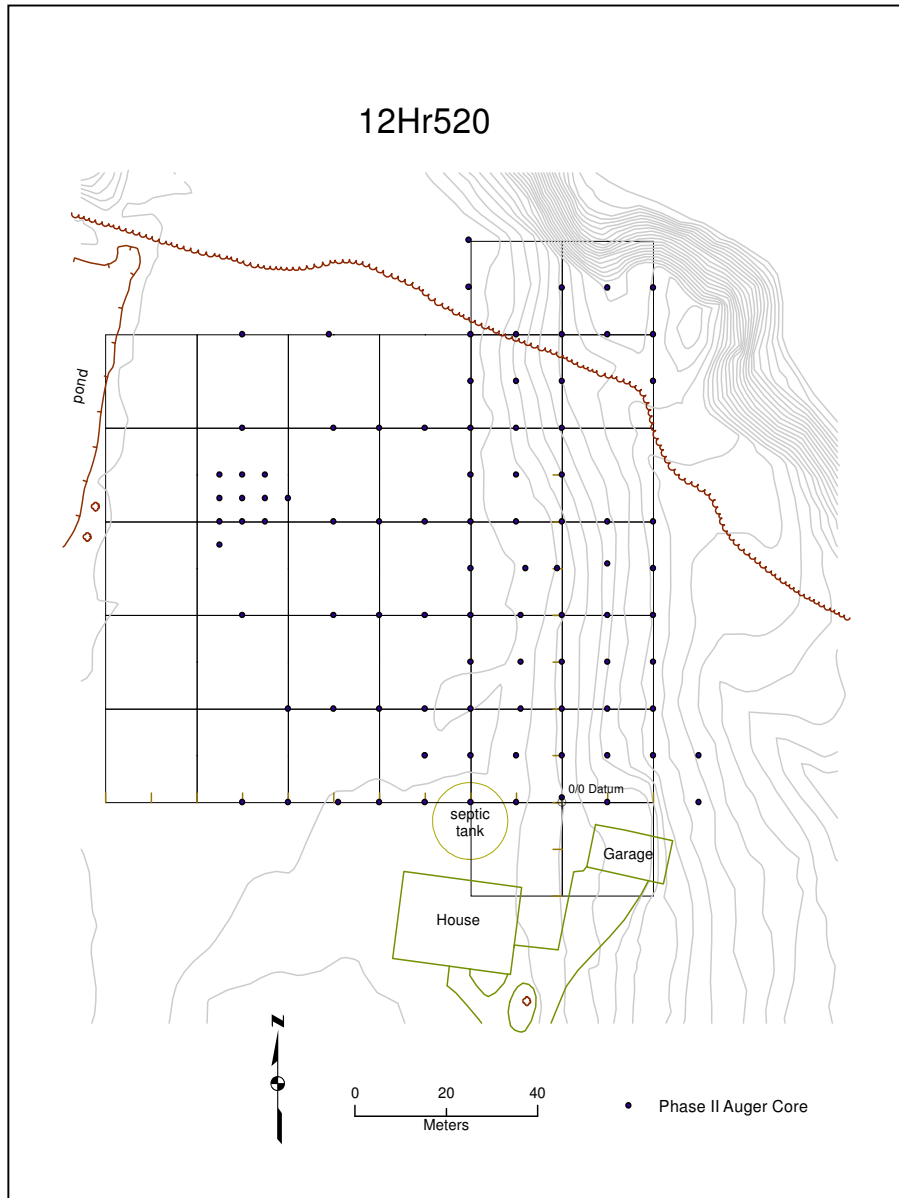 12Hr520
pond
0/0 Datum
septic
tank
Garage
House
N
0 20 40
Meters
Phase II Auger Core